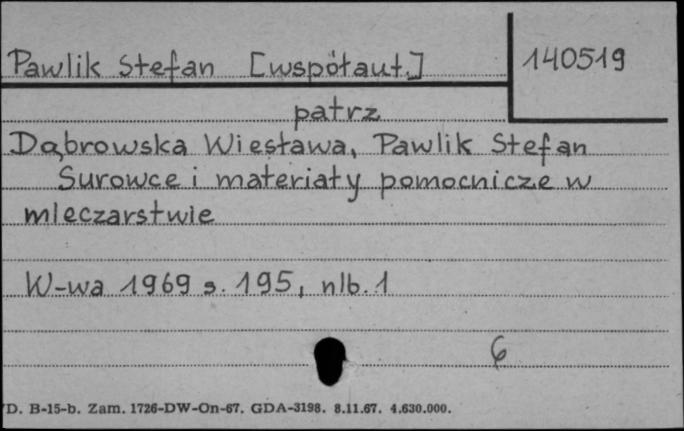 Pawlik Stefan [współaut.] 140519
patrz
Dąbrowska Wiesława, Pawlik Stefan
Surowce i materiały pomocnicze w
mleczarstwie
W-wa 1969 s. 195, nlb. 1
6
D. B-15-b. Zam. 1726-DW-On-67. GDA-3198. 8.11.67. 4.630.000.